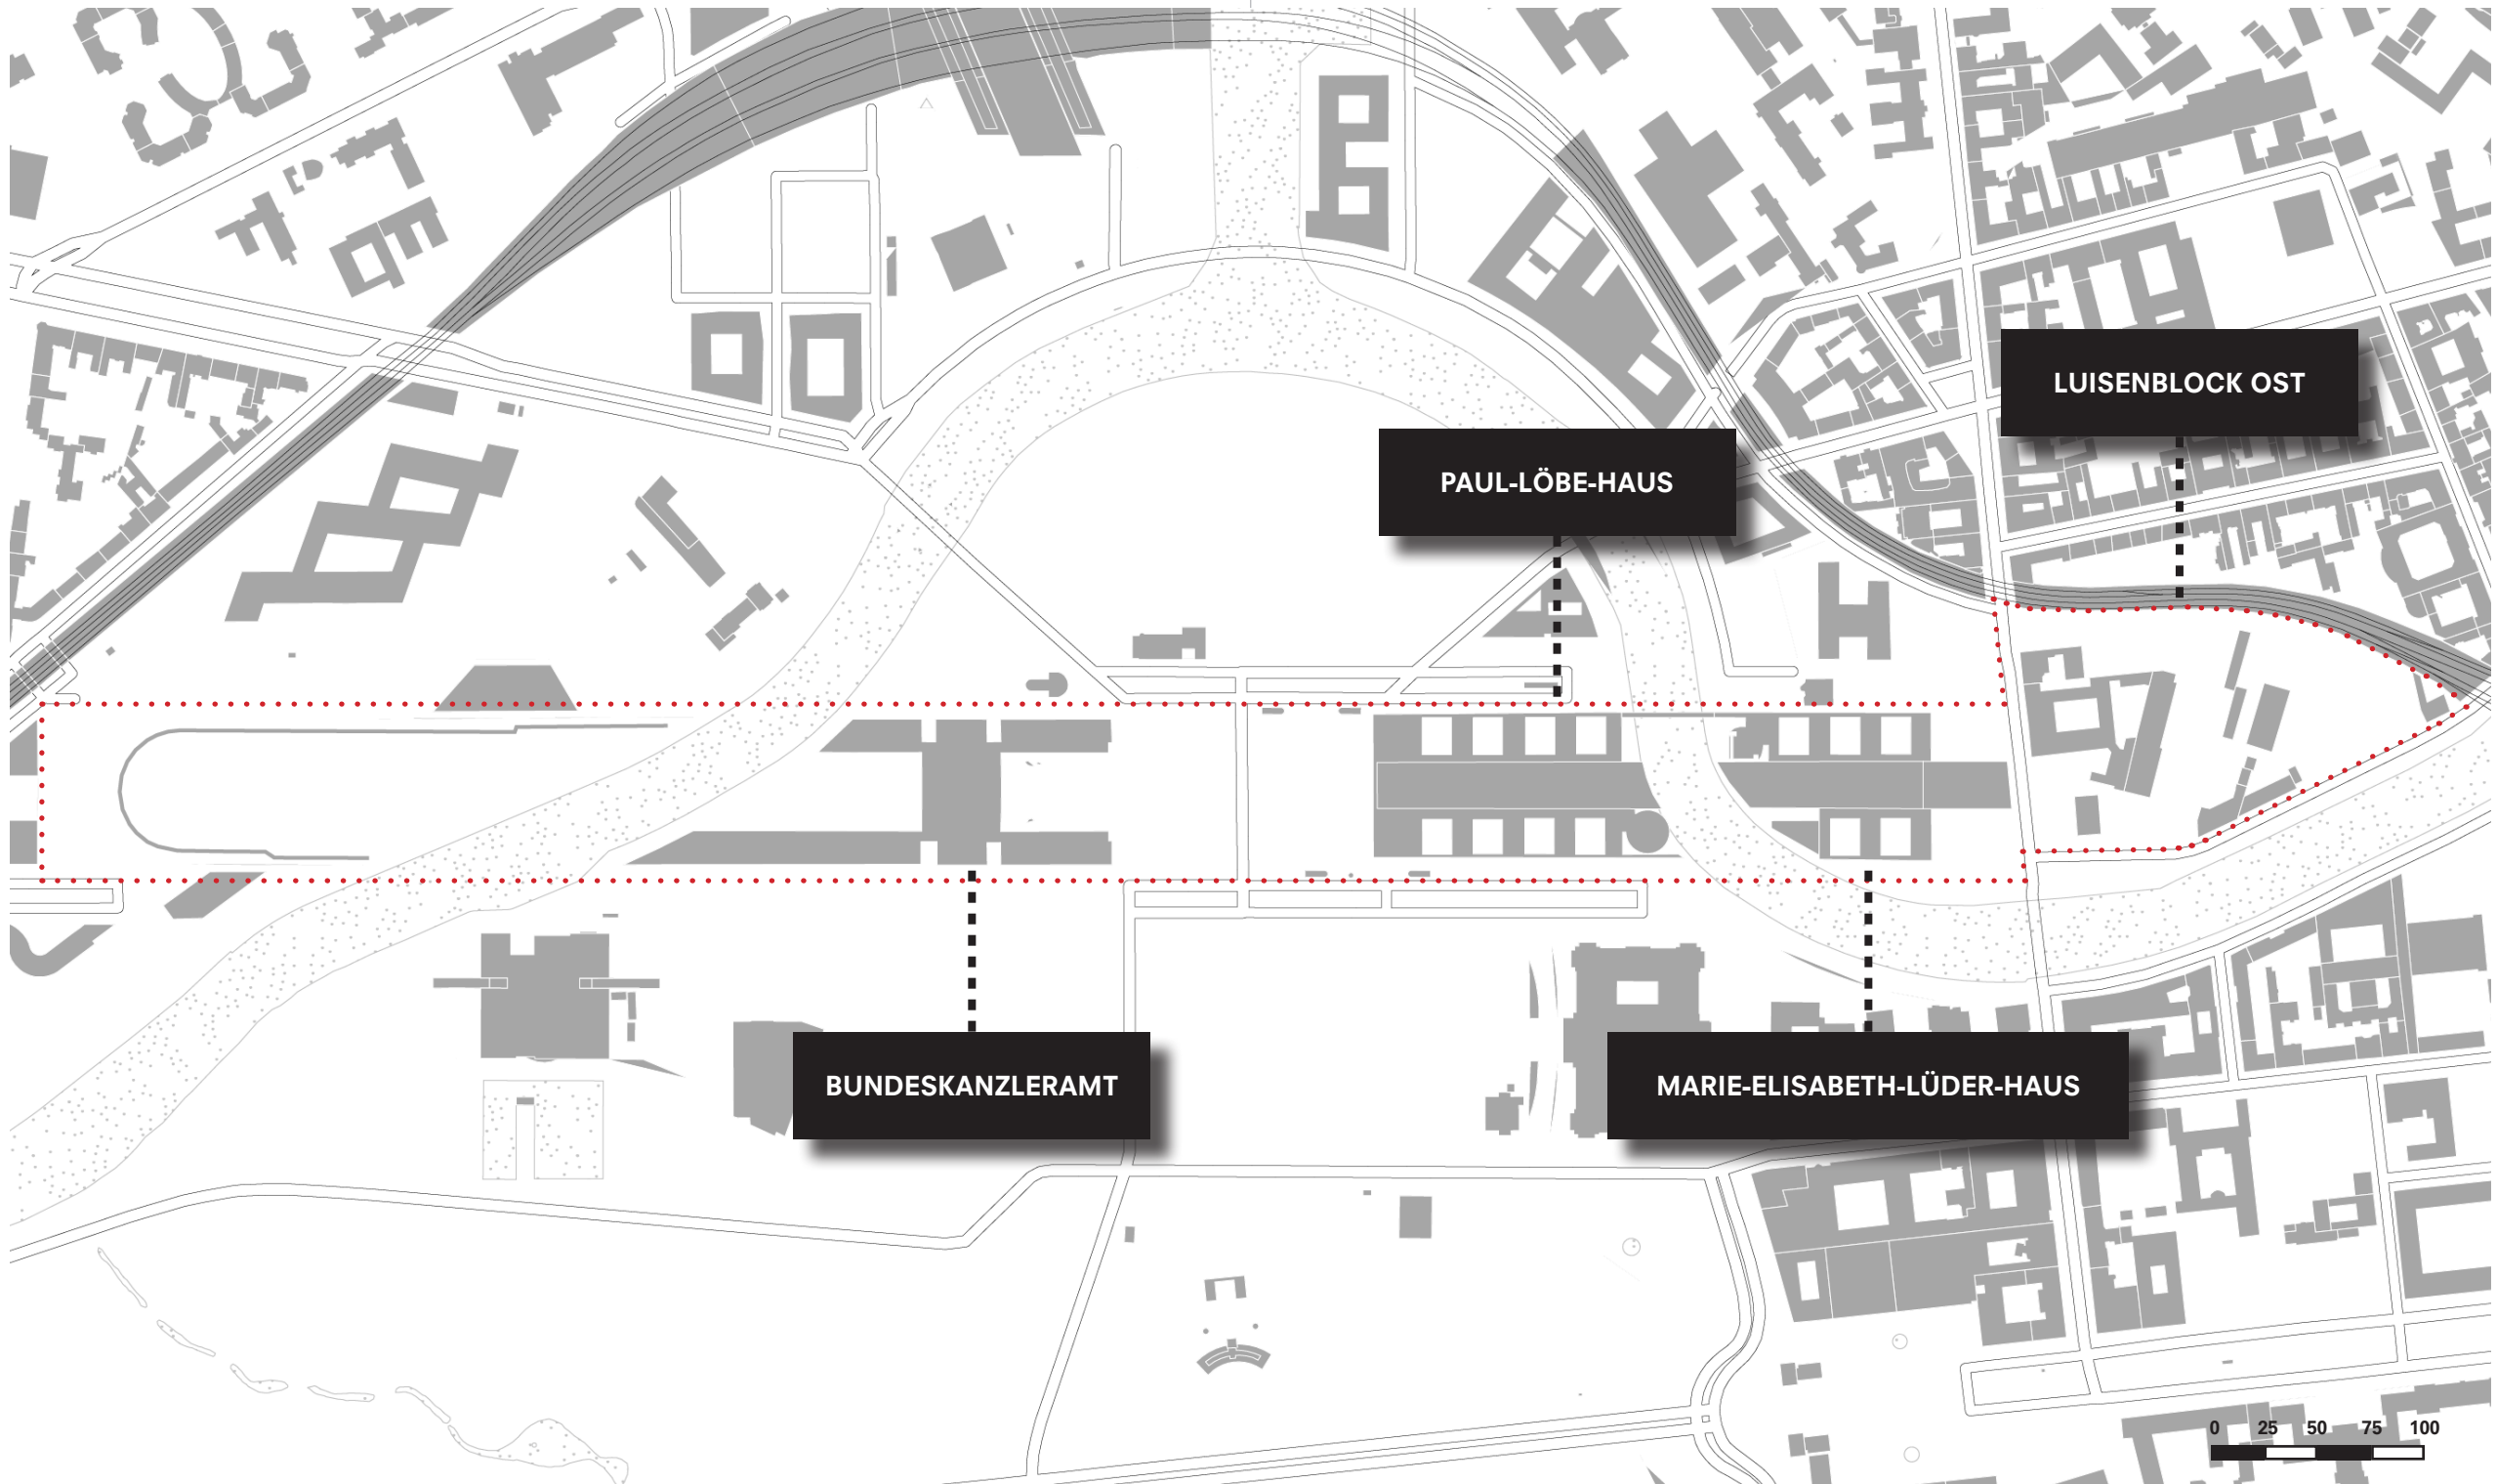 LUISENBLOCK OST
PAUL-LÖBE-HAUS
BUNDESKANZLERAMT
MARIE-ELISABETH-LÜDER-HAUS
0 25 50 75 100